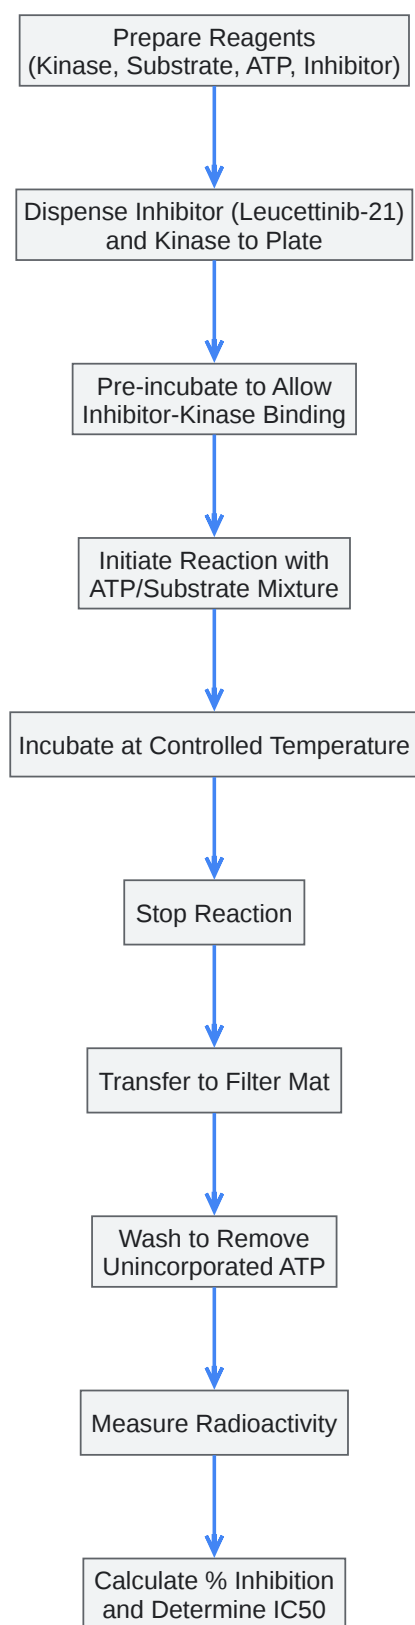 Prepare Reagents
(Kinase, Substrate, ATP, Inhibitor)
Dispense Inhibitor (Leucettinib-21)
and Kinase to Plate
Pre-incubate to Allow
Inhibitor-Kinase Binding
Initiate Reaction with
ATP/Substrate Mixture
Incubate at Controlled Temperature
Stop Reaction
Transfer to Filter Mat
Wash to Remove
Unincorporated ATP
Measure Radioactivity
Calculate % Inhibition
and Determine IC50